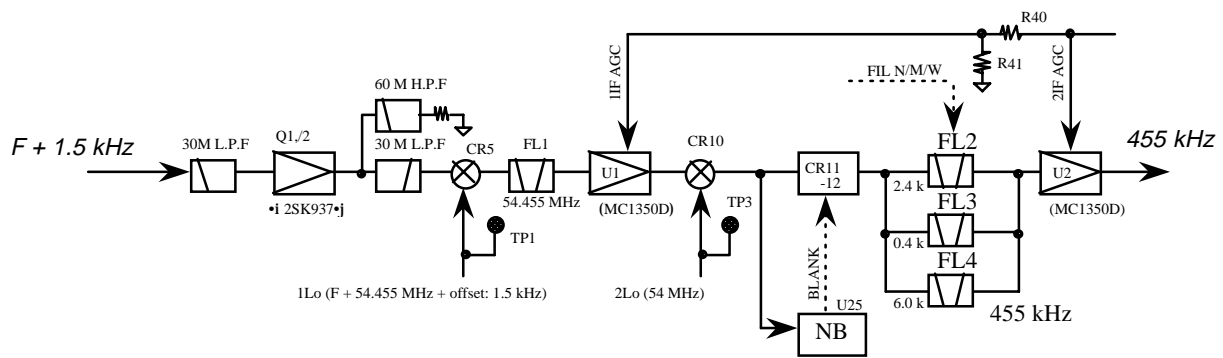 R40
R41
1IF AGC
2IF AGC
FIL N/M/W
60 M H.P.F
F + 1.5 kHz
30M L.P.F
Q1,/2
•i 2SK937•j
30 M L.P.F
CR5
FL1
54.455 MHz
U1
(MC1350D)
CR10
CR11
-12
FL2
2.4 k
FL3
0.4 k
FL4
6.0 k
455 kHz
U2
(MC1350D)
455 kHz
TP1
TP3
1Lo (F + 54.455 MHz + offset: 1.5 kHz)
2Lo (54 MHz)
BLANK
U25
NB